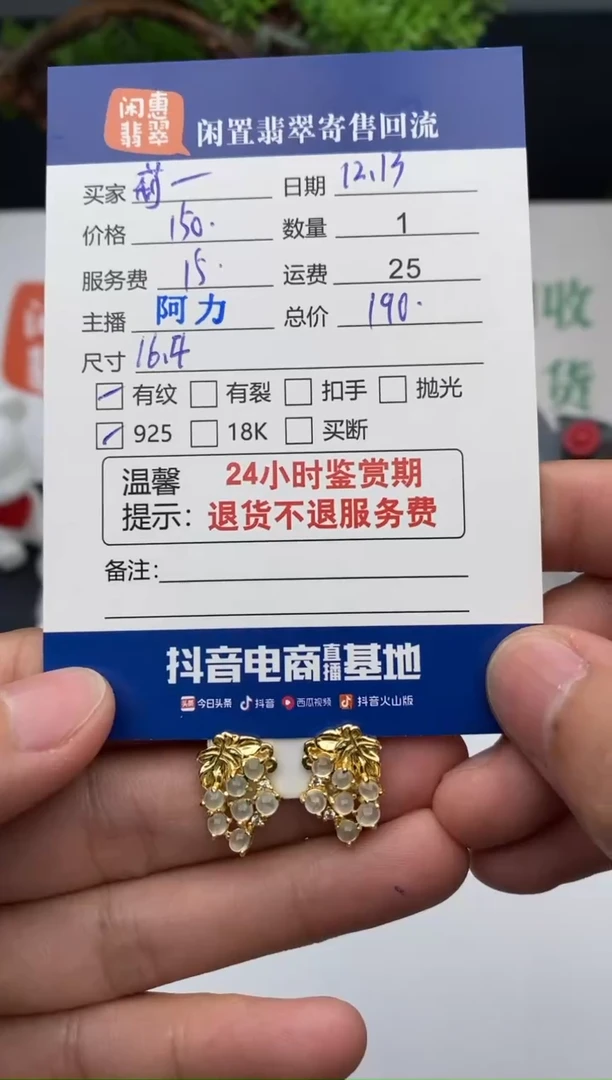 闲惠
翡翠
闲置翡翠寄售回流
买家 一 日期 12.13
价格 150. 数量 1
服务费 15. 运费 25
主播 阿力 总价 190.
尺寸 16.4
有纹 有裂 扣手 抛光
925 18K 买断
温馨 24小时鉴赏期
提示: 退货不退服务费
备注:
抖音电商直播基地
头条 今日头条 抖音 西瓜视频 抖音火山版
收
货